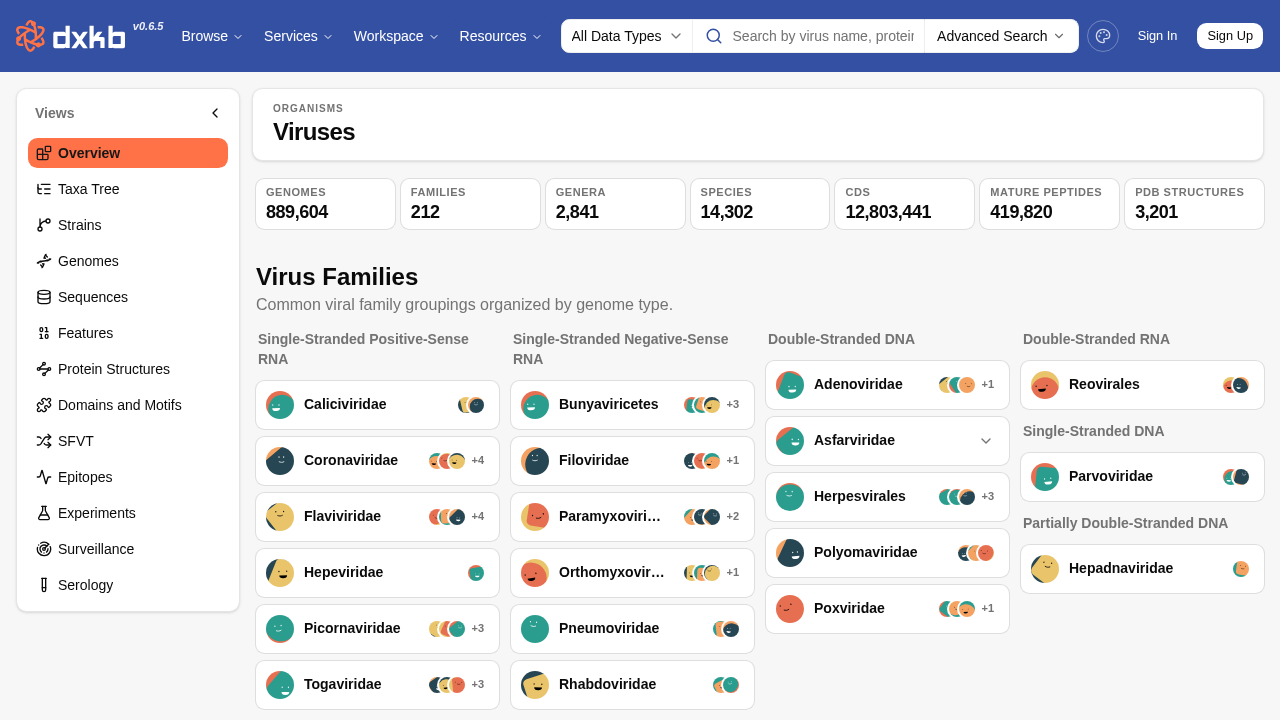 dxkb
v0.6.5
Browse
Services
Workspace
Resources
All Data Types
Search by virus name, protein
Advanced Search
Sign In
Sign Up
Views
Overview
Taxa Tree
Strains
Genomes
Sequences
Features
Protein Structures
Domains and Motifs
SFVT
Epitopes
Experiments
Surveillance
Serology
ORGANISMS
Viruses
GENOMES
889,604
FAMILIES
212
GENERA
2,841
SPECIES
14,302
CDS
12,803,441
MATURE PEPTIDES
419,820
PDB STRUCTURES
3,201
Virus Families
Common viral family groupings organized by genome type.
Single-Stranded Positive-Sense
RNA
Caliciviridae
Coronaviridae +4
Flaviviridae +4
Hepeviridae
Picornaviridae +3
Togaviridae +3
Single-Stranded Negative-Sense
RNA
Bunyaviricetes +3
Filoviridae +1
Paramyxoviri... +2
Orthomyxovir... +1
Pneumoviridae
Rhabdoviridae
Double-Stranded DNA
Adenoviridae +1
Asfarviridae
Herpesvirales +3
Polyomaviridae
Poxviridae +1
Double-Stranded RNA
Reovirales
Single-Stranded DNA
Parvoviridae
Partially Double-Stranded DNA
Hepadnaviridae